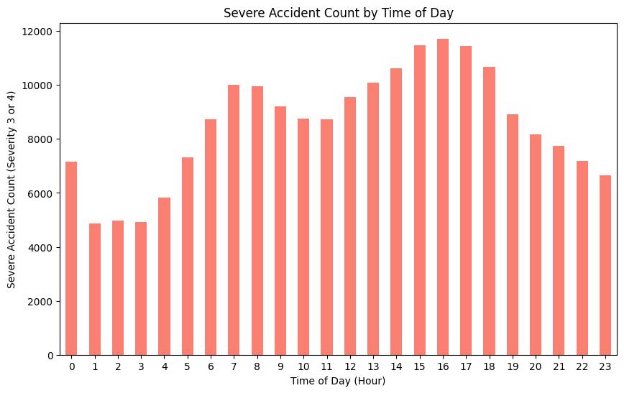 Severe Accident Count by Time of Day
12000
10000
8000
6000
4000
2000
0
Severe Accident Count (Severity 3 or 4)
0 1 2 3 4 5 6 7 8 9 10 11 12 13 14 15 16 17 18 19 20 21 22 23
Time of Day (Hour)